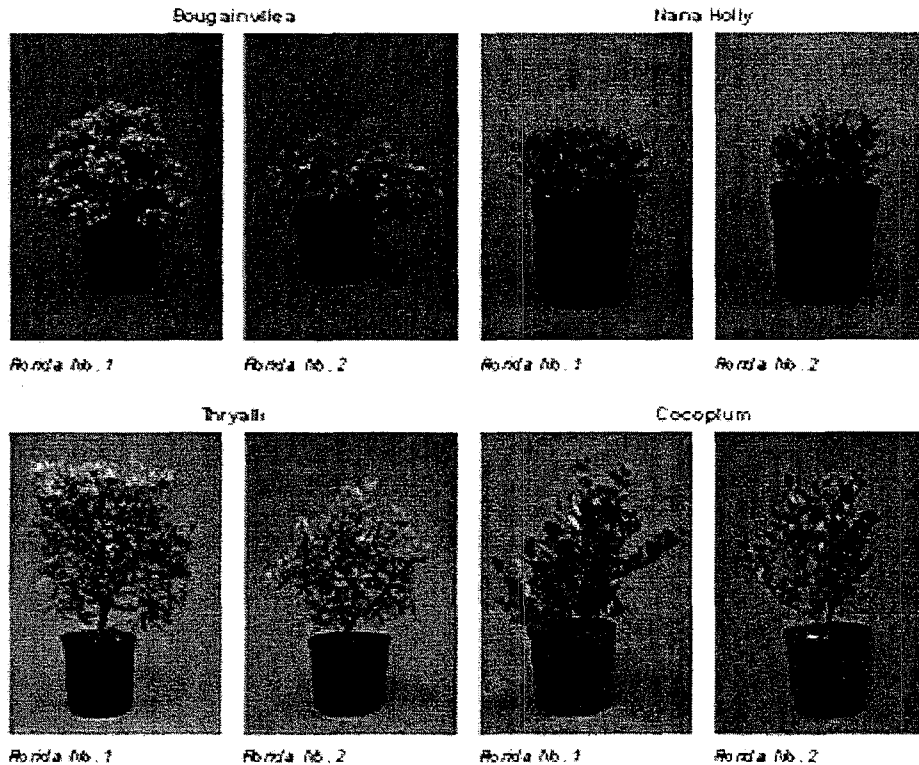 Bougainvillea
Nana Holly
Florida No. 1
Florida No. 2
Florida No. 1
Florida No. 2
Thryallis
Cocoplum
Florida No. 1
Florida No. 2
Florida No. 1
Florida No. 2